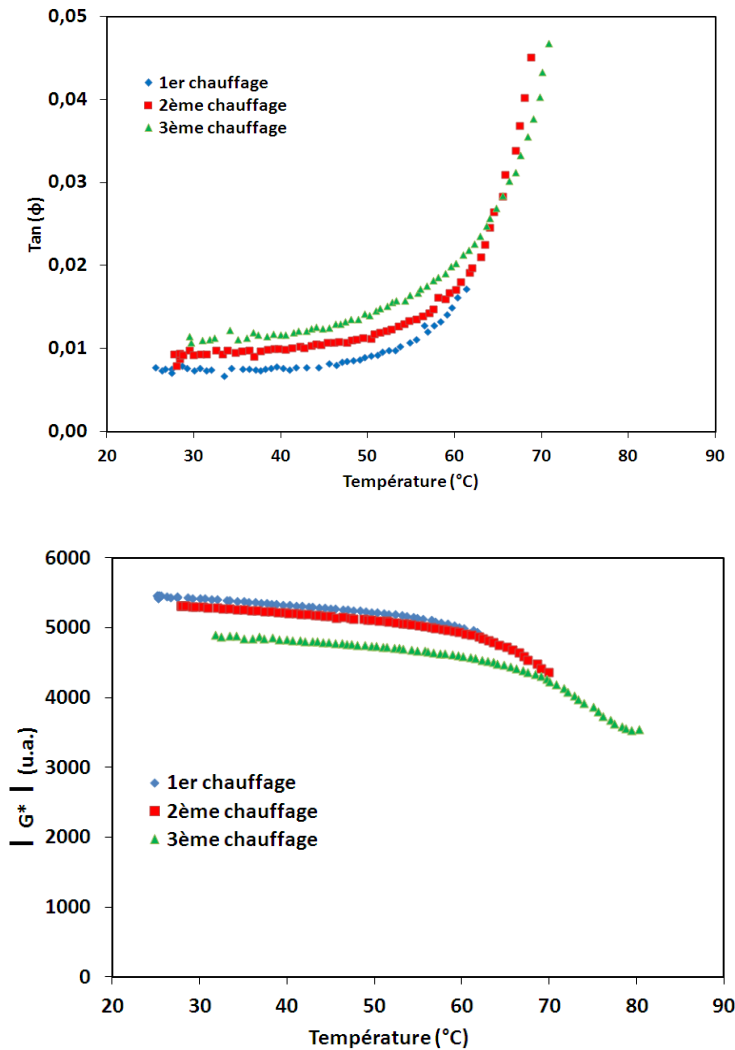 0,05
0,04
0,03
0,02
0,01
0,00
Tan (ϕ)
1er chauffage
2ème chauffage
3ème chauffage
20 30 40 50 60 70 80 90
Température (°C)
6000
5000
4000
3000
2000
1000
0
| G* | (u.a.)
1er chauffage
2ème chauffage
3ème chauffage
20 30 40 50 60 70 80 90
Température (°C)